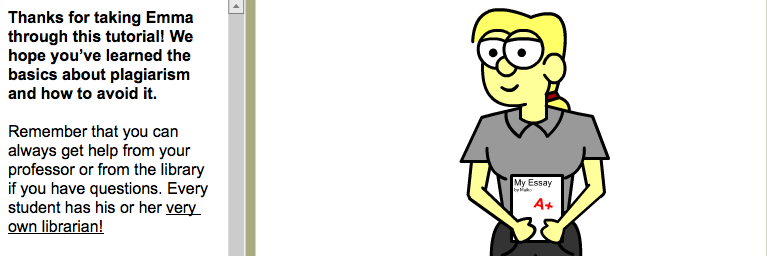 Thanks for taking Emma
through this tutorial! We
hope you’ve learned the
basics about plagiarism
and how to avoid it.
Remember that you can
always get help from your
professor or from the library
if you have questions. Every
student has his or her very
own librarian!
My Essay
A+